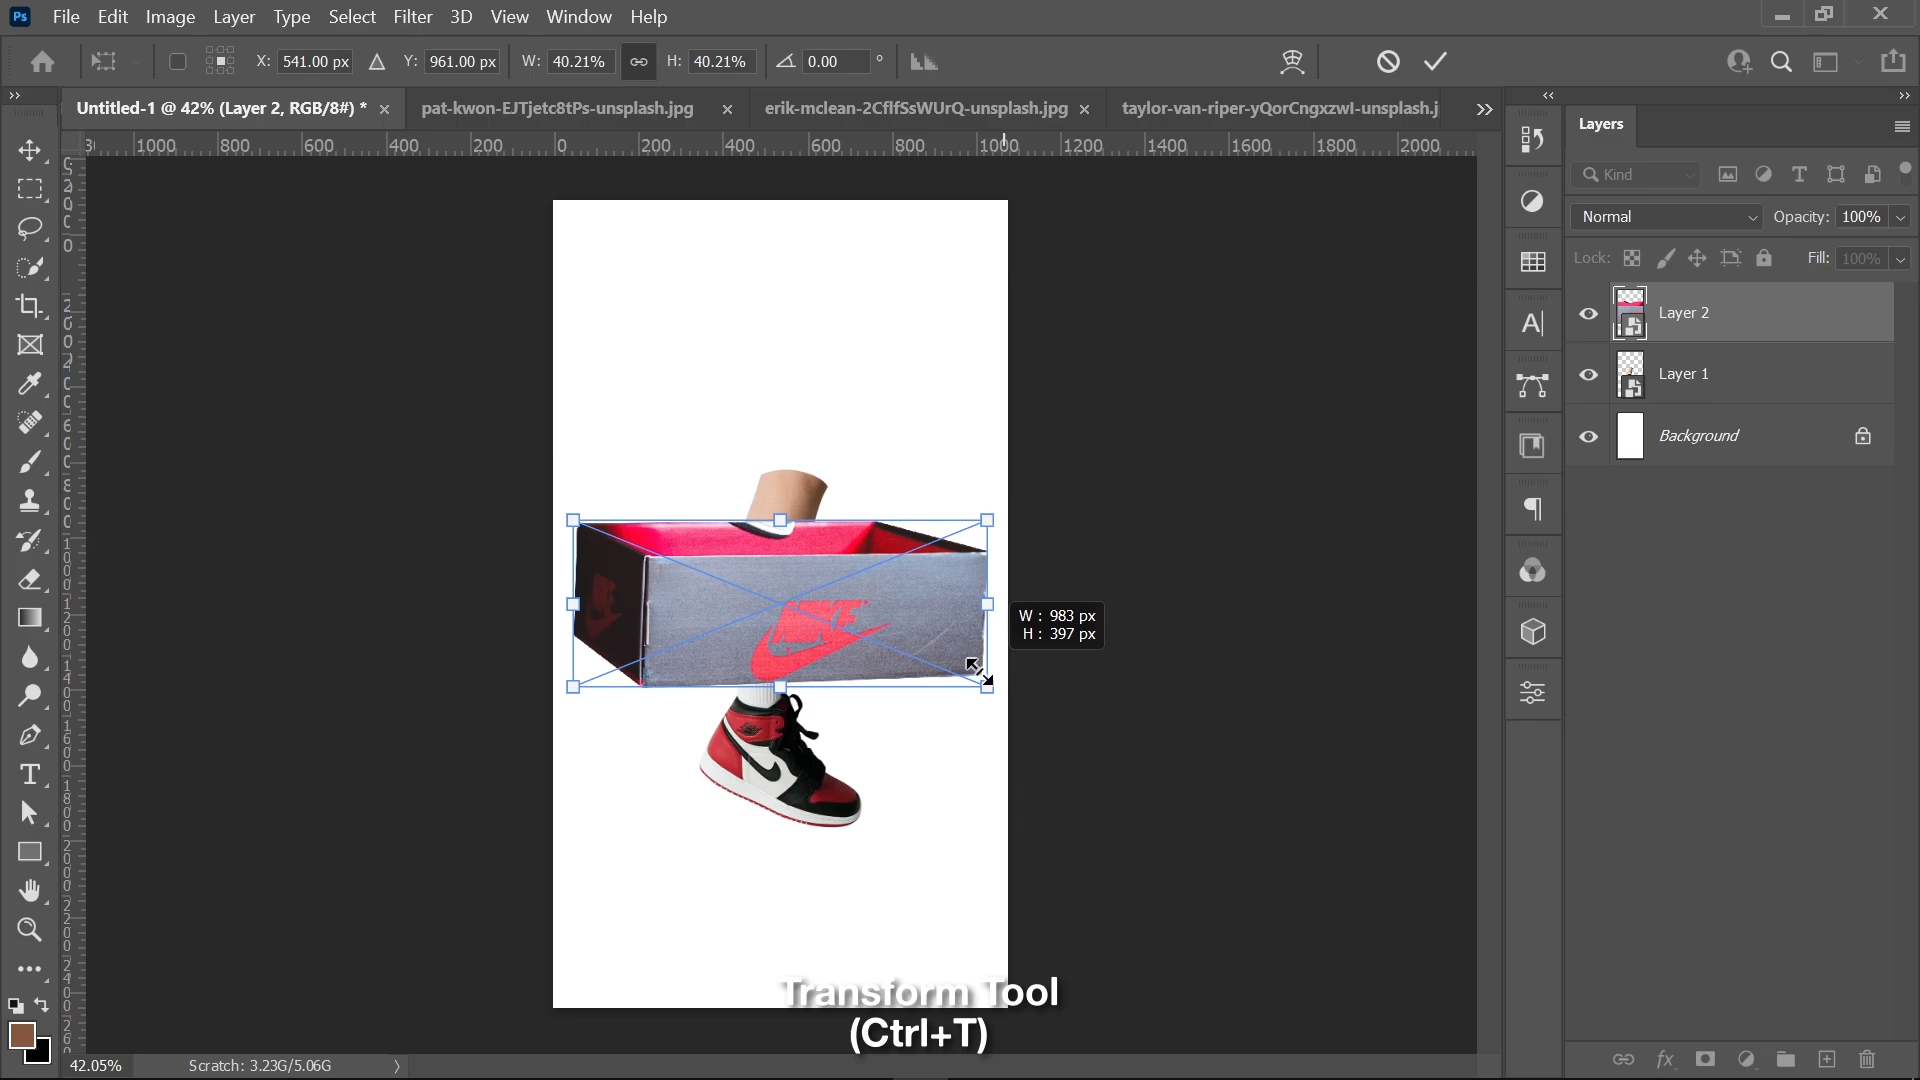 Ps File Edit Image Layer Type Select Filter 3D View Window Help
X: 541.00 px Y: 961.00 px W: 40.21% H: 40.21% 0.00 °
Untitled-1 @ 42% (Layer 2, RGB/8#) * × pat-kwon-EJTjetc8tPs-unsplash.jpg × erik-mclean-2CflfSsWUrQ-unsplash.jpg × taylor-van-riper-yQorCngxzwI-unsplash.j
1000 800 600 400 200 0 200 400 600 800 1000 1200 1400 1600 1800 2000
Layers
Kind
Normal Opacity: 100%
Lock: Fill: 100%
Layer 2
Layer 1
Background
NIKE
W : 983 px
H : 397 px
Transform Tool
(Ctrl+T)
42.05% Scratch: 3.23G/5.06G